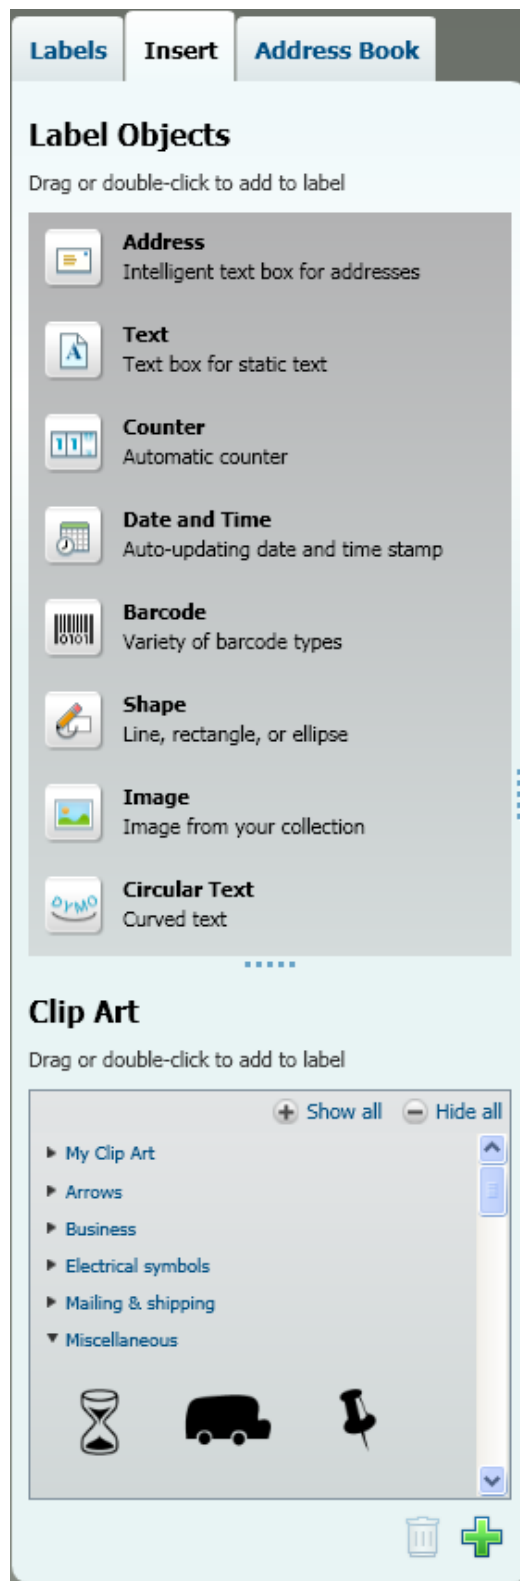 Labels Insert Address Book
Label Objects
Drag or double-click to add to label
Address
Intelligent text box for addresses
Text
Text box for static text
A
Counter
Automatic counter
1 1
Date and Time
Auto-updating date and time stamp
Barcode
Variety of barcode types
0101
Shape
Line, rectangle, or ellipse
Image
Image from your collection
Circular Text
DYMO
Curved text
Clip Art
Drag or double-click to add to label
Show all Hide all
My Clip Art
Arrows
Business
Electrical symbols
Mailing & shipping
Miscellaneous